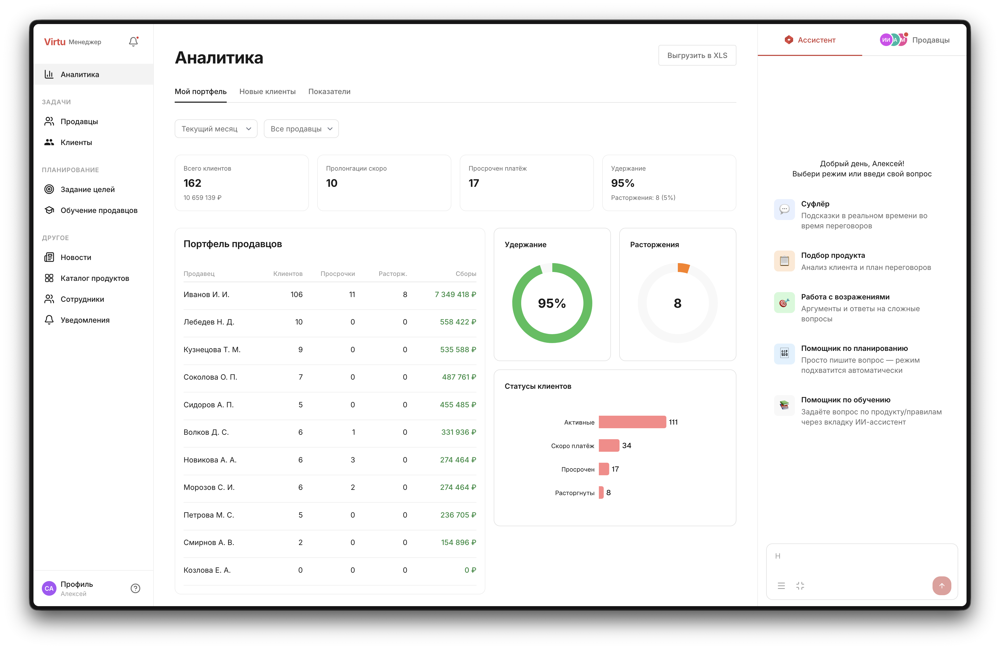 Virtu Менеджер
Аналитика
ЗАДАЧИ
Продавцы
Клиенты
ПЛАНИРОВАНИЕ
Задание целей
Обучение продавцов
ДРУГОЕ
Новости
Каталог продуктов
Сотрудники
Уведомления
СА
Профиль
Алексей
Аналитика
Выгрузить в XLS
Мой портфель Новые клиенты Показатели
Текущий месяц Все продавцы
Всего клиентов
162
10 659 139 ₽
Пролонгации скоро
10
Просрочен платёж
17
Удержание
95%
Расторжения: 8 (5%)
Портфель продавцов
Продавец Клиентов Просрочки Расторж. Сборы
Иванов И. И. 106 11 8 7 349 418 ₽
Лебедев Н. Д. 10 0 0 558 422 ₽
Кузнецова Т. М. 9 0 0 535 588 ₽
Соколова О. П. 7 0 0 487 761 ₽
Сидоров А. П. 5 0 0 455 485 ₽
Волков Д. С. 6 1 0 331 936 ₽
Новикова А. А. 6 3 0 274 464 ₽
Морозов С. И. 6 2 0 274 464 ₽
Петрова М. С. 5 0 0 236 705 ₽
Смирнов А. В. 2 0 0 154 896 ₽
Козлова Е. А. 0 0 0 0 ₽
Удержание
95%
Расторжения
8
Статусы клиентов
Активные 111
Скоро платёж 34
Просрочен 17
Расторгнуты 8
Ассистент
ИИ А М Продавцы
Добрый день, Алексей!
Выбери режим или введи свой вопрос
Суфлёр
Подсказки в реальном времени во
время переговоров
Подбор продукта
Анализ клиента и план переговоров
Работа с возражениями
Аргументы и ответы на сложные
вопросы
01F
5D3
Помощник по планированию
Просто пишите вопрос — режим
подхватится автоматически
Помощник по обучению
Задаёте вопрос по продукту/правилам
через вкладку ИИ-ассистент
Н